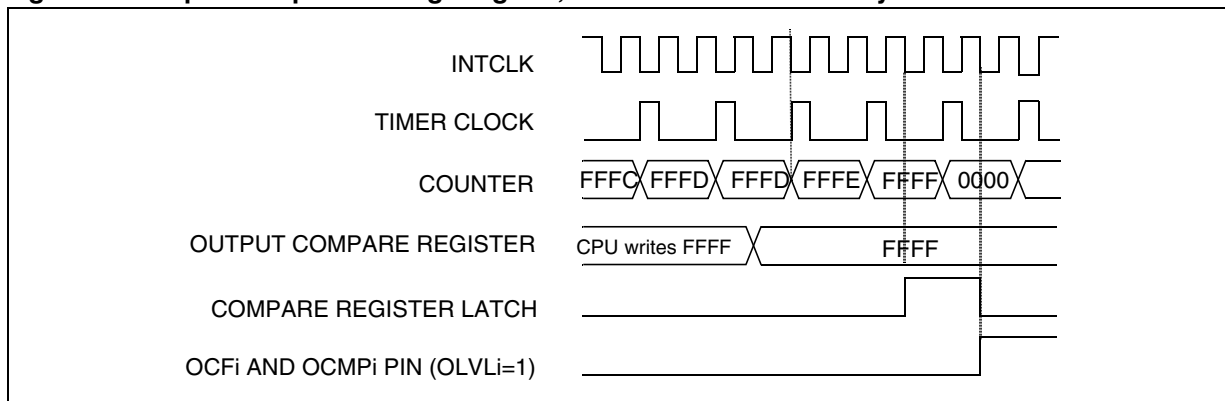 INTCLK
TIMER CLOCK
COUNTER FFFC FFFD FFFD FFFE FFFF 0000
OUTPUT COMPARE REGISTER CPU writes FFFF FFFF
COMPARE REGISTER LATCH
OCFi AND OCMPi PIN (OLVLi=1)